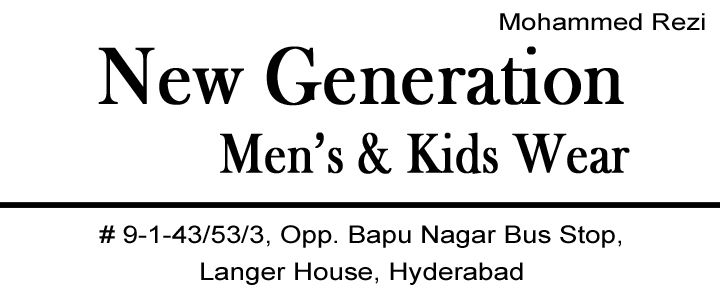 Mohammed Rezi
New Generation
Men's & Kids Wear
# 9-1-43/53/3, Opp. Bapu Nagar Bus Stop,
Langer House, Hyderabad